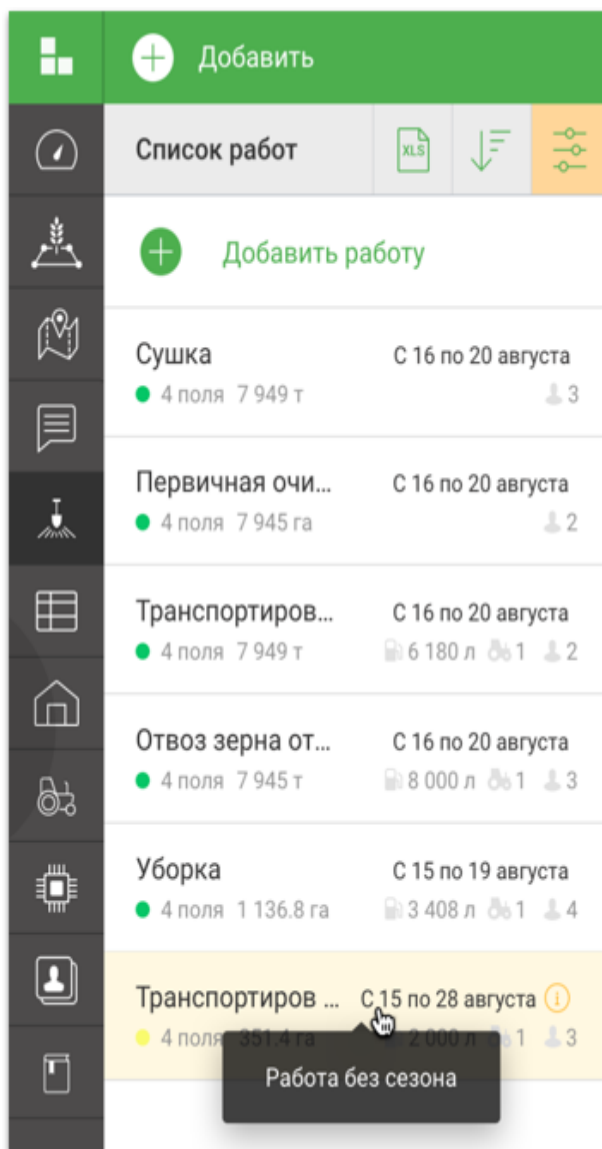 Добавить
Список работ
XLS
Добавить работу
Сушка С 16 по 20 августа
4 поля 7 949 т 3
Первичная очи... С 16 по 20 августа
4 поля 7 945 га 2
Транспортиров... С 16 по 20 августа
4 поля 7 949 т 6 180 л 1 2
Отвоз зерна от... С 16 по 20 августа
4 поля 7 945 т 8 000 л 1 3
Уборка С 15 по 19 августа
4 поля 1 136.8 га 3 408 л 1 4
Транспортиров ... С 15 по 28 августа i
4 поля 351.4 га 2 000 л 1 3
Работа без сезона